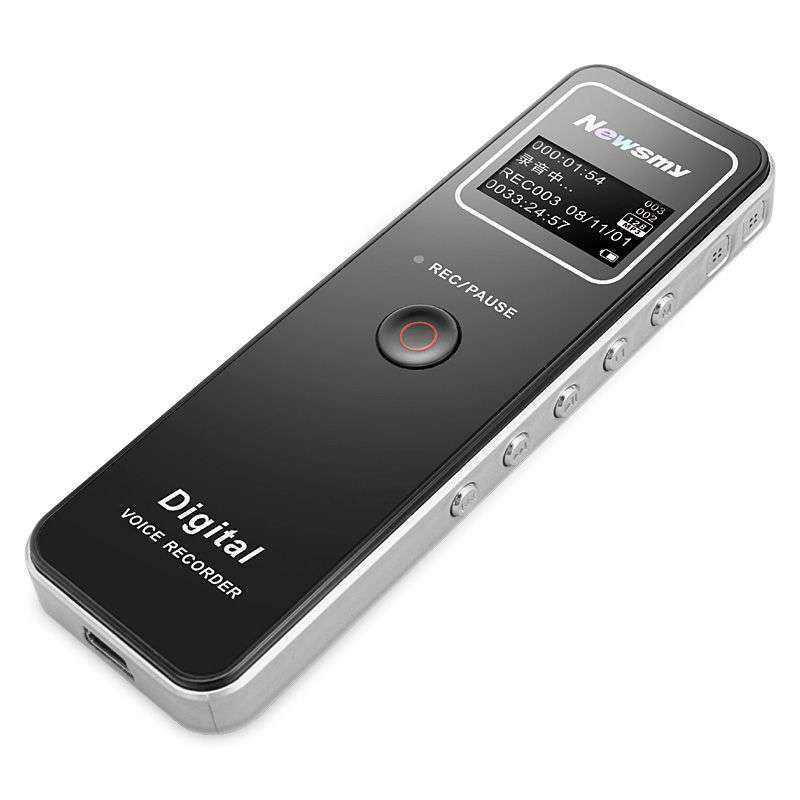 Newsmy
000:01:54
录音中...
003
REC003 08/11/01
002
0033:24:57
128
MP3
REC/PAUSE
Digital
VOICE RECORDER